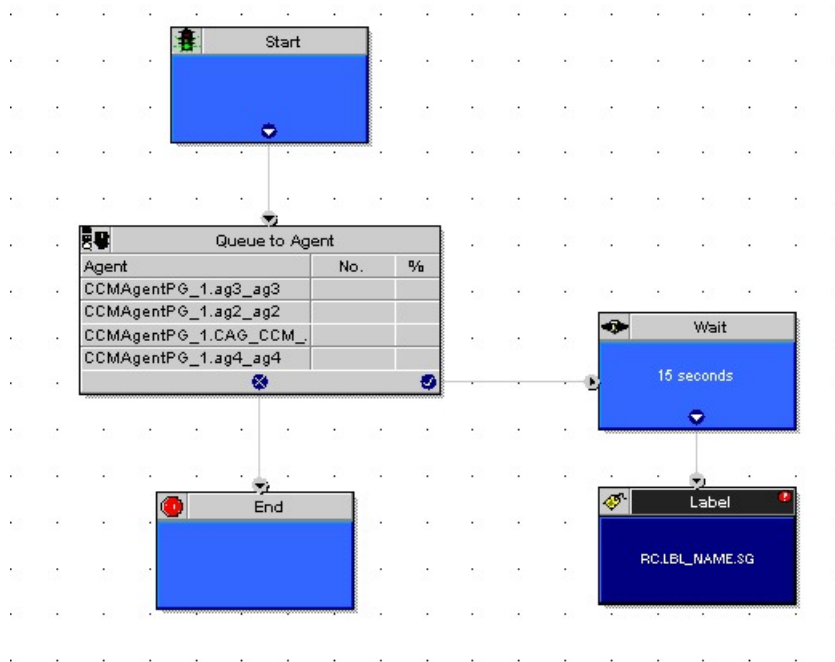 Start
Queue to Agent
Agent No. %
CCMAgentPG_1.ag3_ag3
CCMAgentPG_1.ag2_ag2
CCMAgentPG_1.CAG_CCM_.
CCMAgentPG_1.ag4_ag4
Wait
15 seconds
End
Label
RC.LBL_NAME.SG